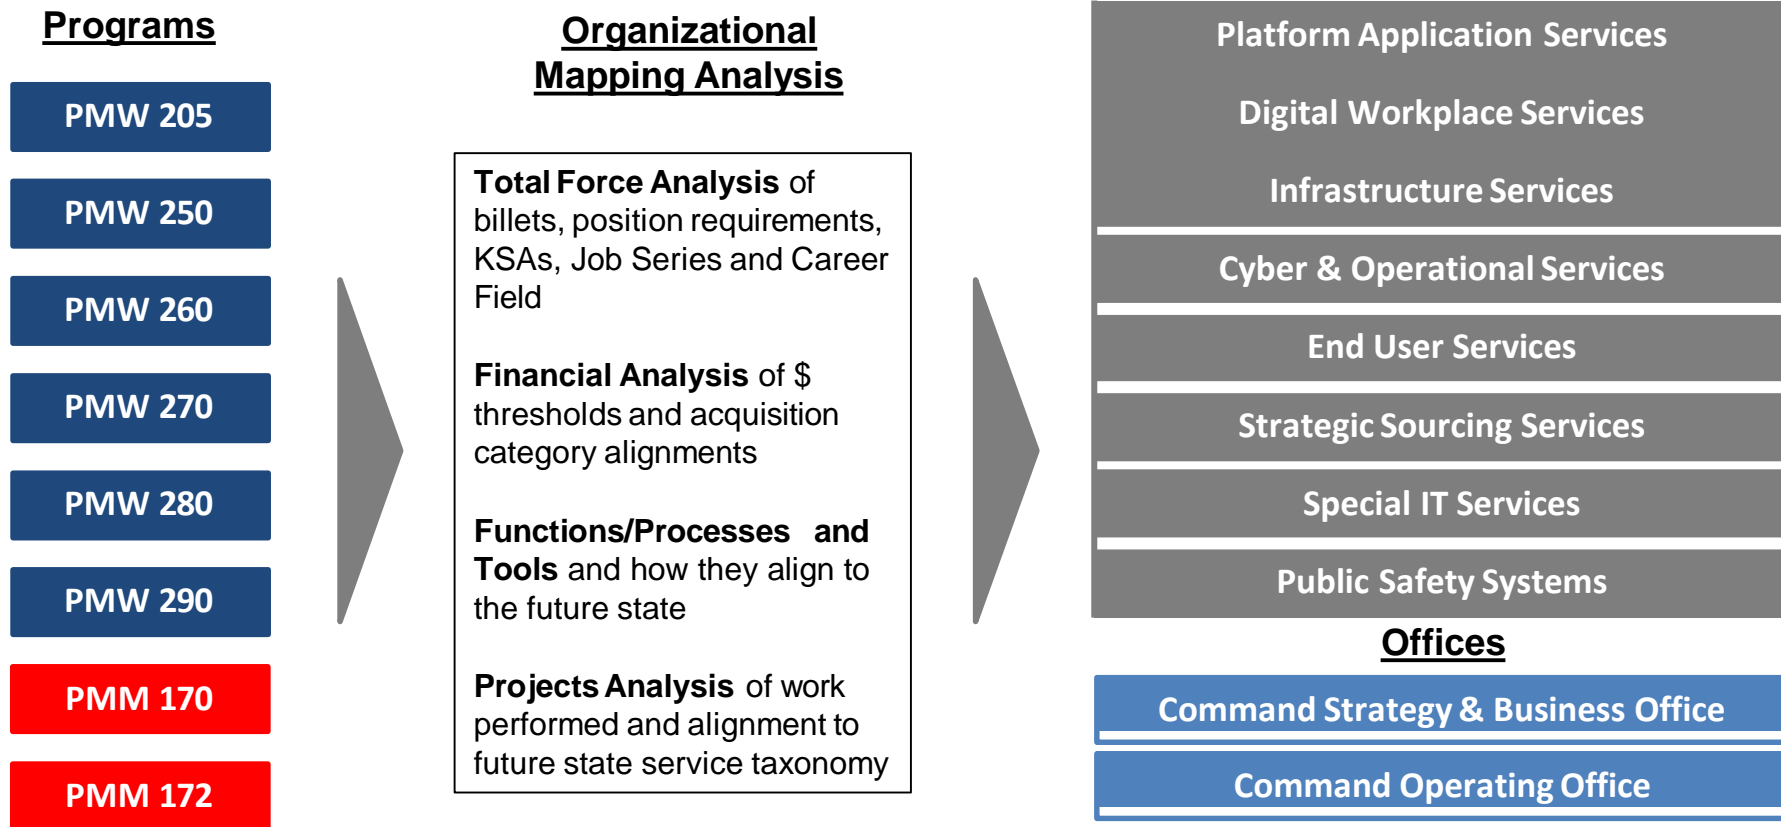 Programs
PMW 205
PMW 250
PMW 260
PMW 270
PMW 280
PMW 290
PMM 170
PMM 172
Organizational
Mapping Analysis
Total Force Analysis of
billets, position requirements,
KSAs, Job Series and Career
Field
Financial Analysis of $
thresholds and acquisition
category alignments
Functions/Processes and
Tools and how they align to
the future state
Projects Analysis of work
performed and alignment to
future state service taxonomy
Platform Application Services
Digital Workplace Services
Infrastructure Services
Cyber & Operational Services
End User Services
Strategic Sourcing Services
Special IT Services
Public Safety Systems
Offices
Command Strategy & Business Office
Command Operating Office